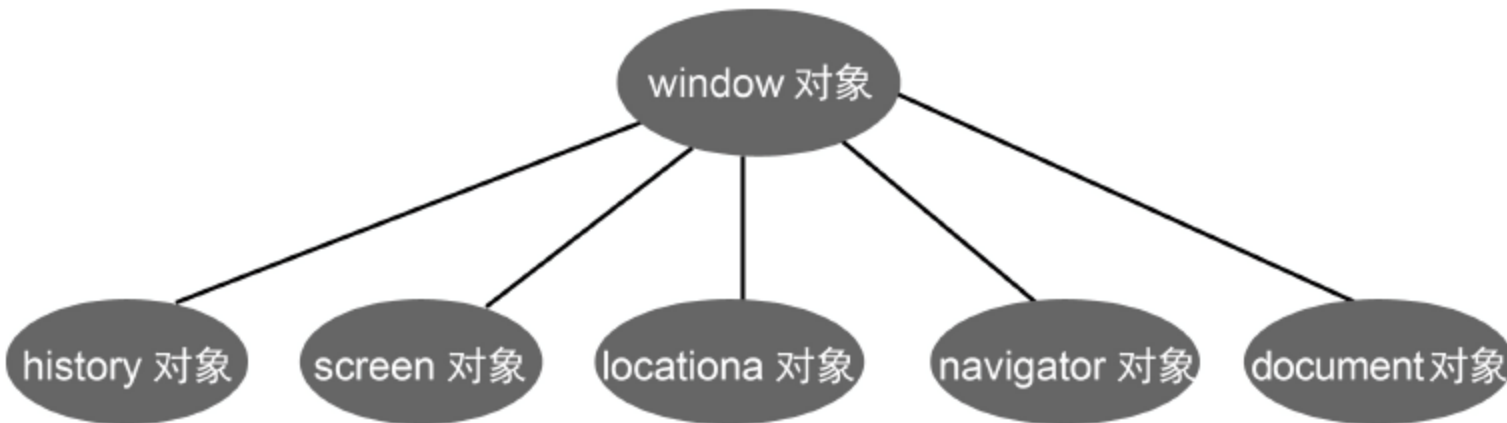 window 对象
history 对象
screen 对象
locationa 对象
navigator 对象
document对象